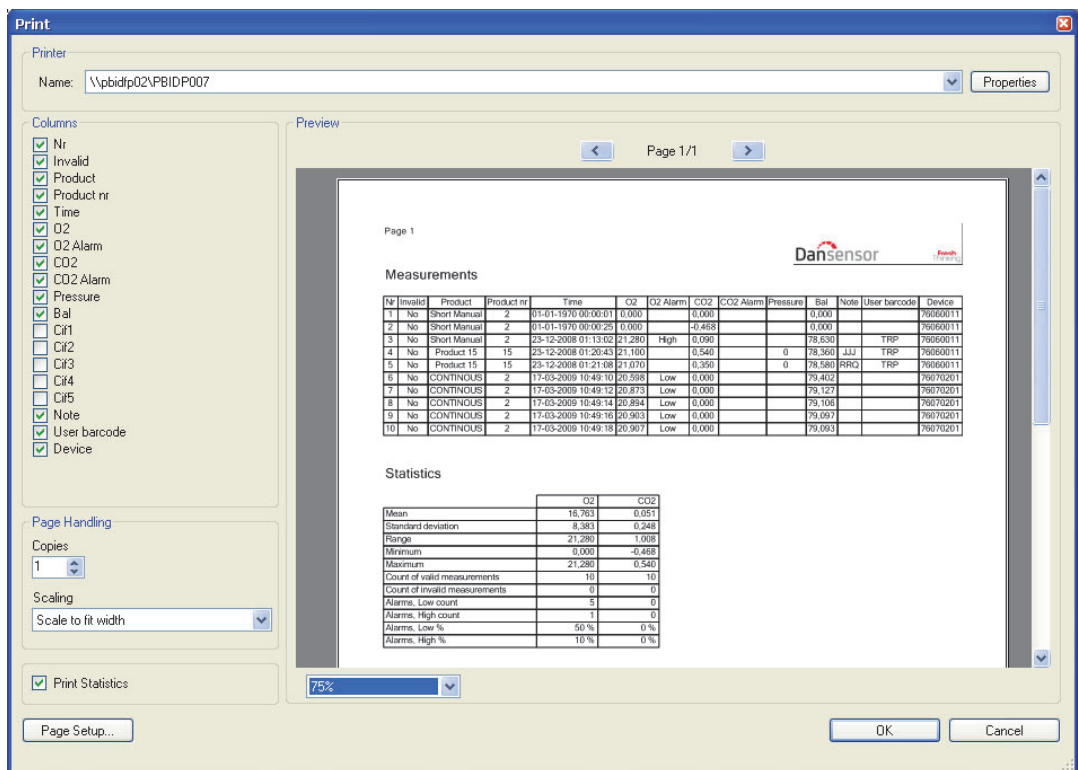 Print
Printer
Name: \\pbidfp02\PBIDP007 Properties
Columns
Nr
Invalid
Product
Product nr
Time
O2
O2 Alarm
CO2
CO2 Alarm
Pressure
Bal
Cif1
Cif2
Cif3
Cif4
Cif5
Note
User barcode
Device
Page Handling
Copies
1
Scaling
Scale to fit width
Print Statistics
Page Setup...
Preview
< Page 1/1 >
Page 1
Dansensor Fresh Thinking
Measurements
Nr Invalid Product Product nr Time O2 O2 Alarm CO2 CO2 Alarm Pressure Bal Note User barcode Device
1 No Short Manual 2 01-01-1970 00:00:01 0,000 0,000 0,000 76060011
2 No Short Manual 2 01-01-1970 00:00:25 0,000 -0,468 0,000 76060011
3 No Short Manual 2 23-12-2008 01:13:02 21,280 High 0,090 78,630 TRP 76060011
4 No Product 15 15 23-12-2008 01:20:43 21,100 0,540 0 78,360 JJJ TRP 76060011
5 No Product 15 15 23-12-2008 01:21:08 21,070 0,350 0 78,580 RRQ TRP 76060011
6 No CONTINOUS 2 17-03-2009 10:49:10 20,598 Low 0,000 79,402 76070201
7 No CONTINOUS 2 17-03-2009 10:49:12 20,873 Low 0,000 79,127 76070201
8 No CONTINOUS 2 17-03-2009 10:49:14 20,894 Low 0,000 79,106 76070201
9 No CONTINOUS 2 17-03-2009 10:49:16 20,903 Low 0,000 79,097 76070201
10 No CONTINOUS 2 17-03-2009 10:49:18 20,907 Low 0,000 79,093 76070201
Statistics
O2 CO2
Mean 16,763 0,051
Standard deviation 8,383 0,248
Range 21,280 1,008
Minimum 0,000 -0,468
Maximum 21,280 0,540
Count of valid measurements 10 10
Count of invalid measurements 0 0
Alarms, Low count 5 0
Alarms, High count 1 0
Alarms, Low % 50 % 0 %
Alarms, High % 10 % 0 %
75%
OK Cancel